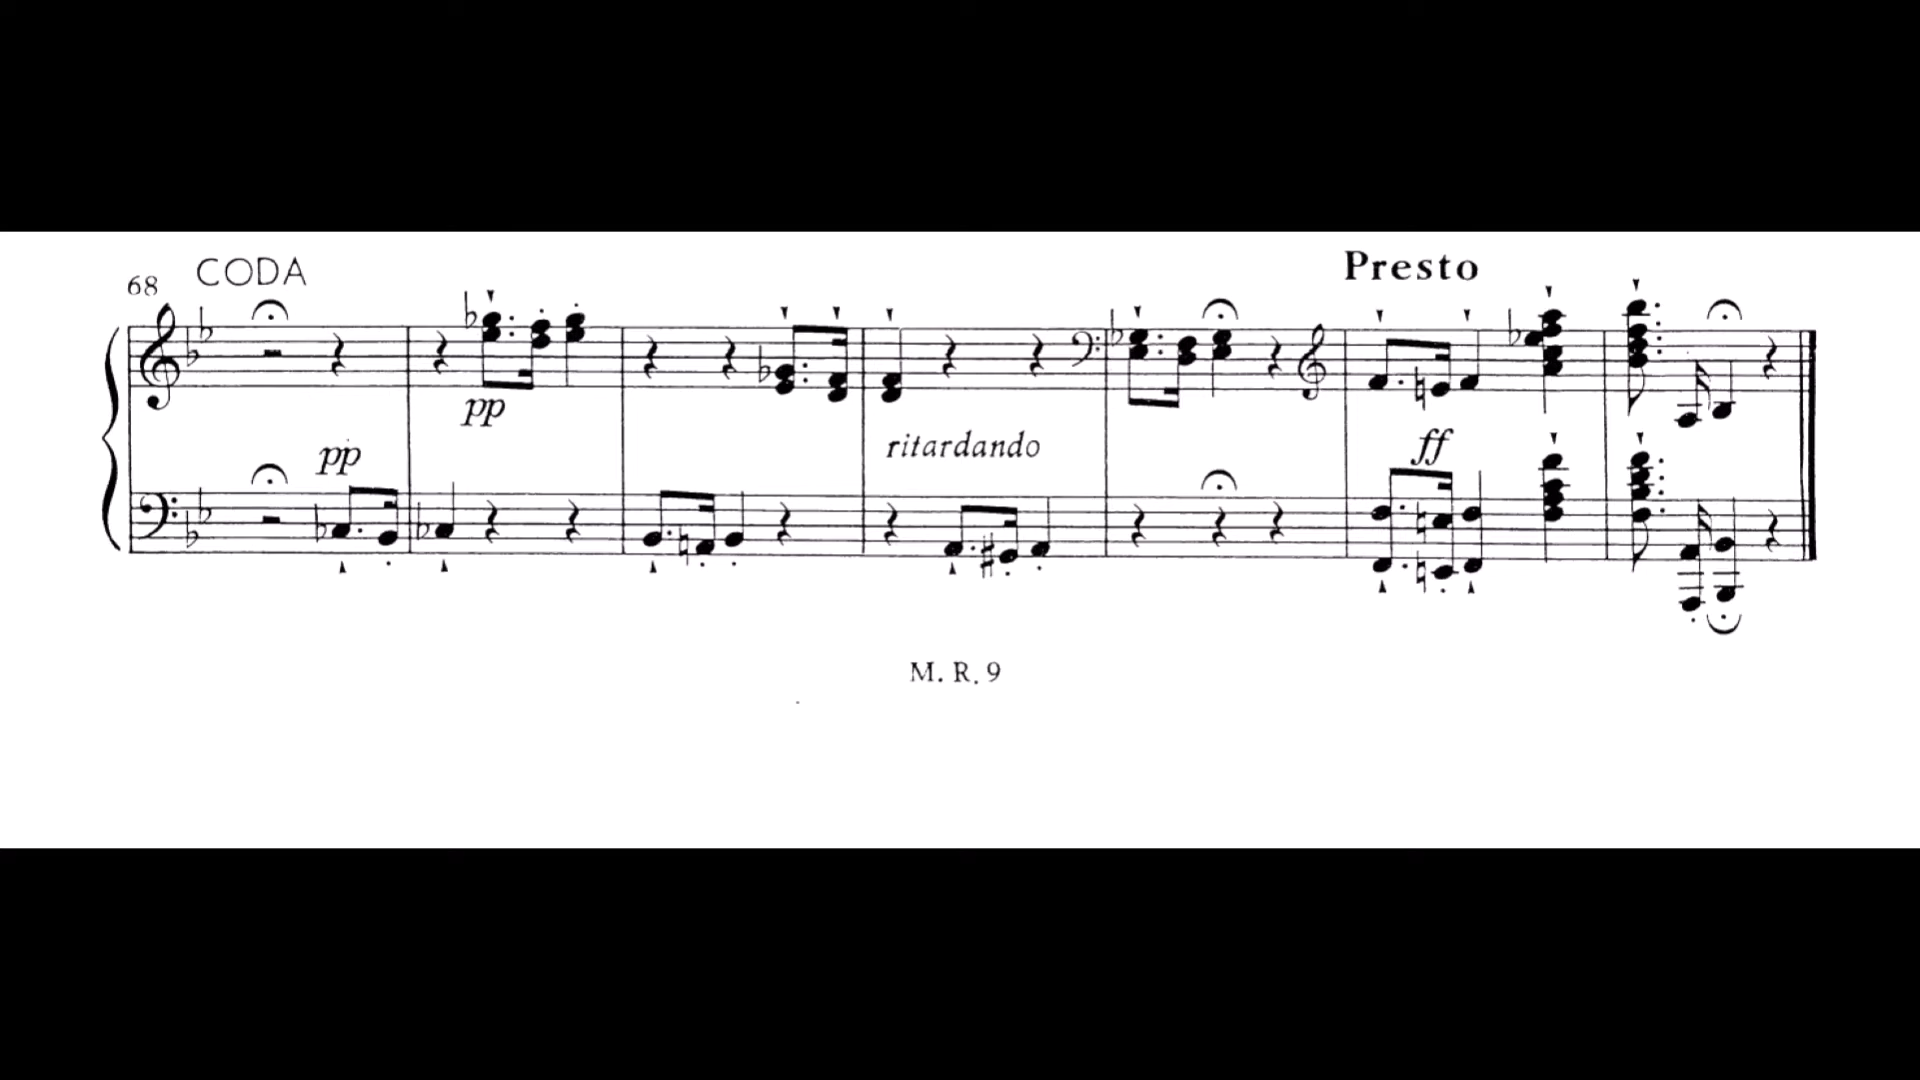 Presto
68 CODA
pp
pp
ritardando
ff
M. R. 9